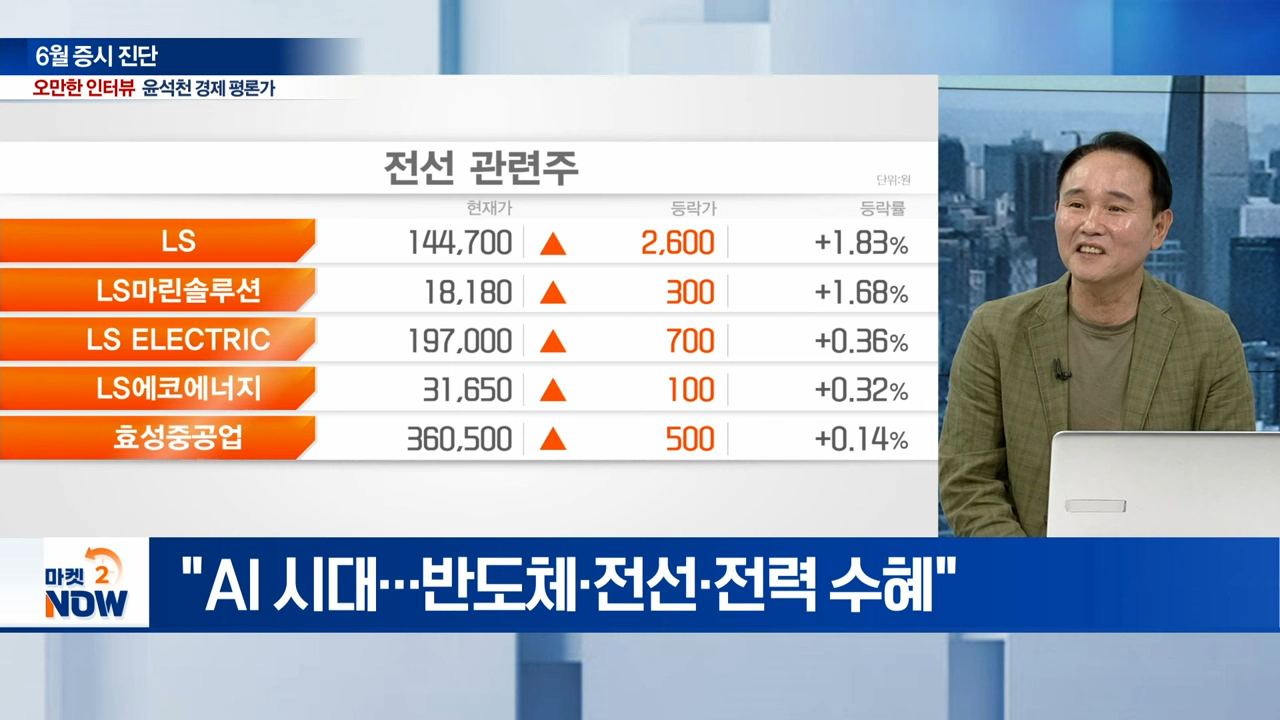 6월 증시 진단
오만한 인터뷰 윤석천 경제 평론가
전선 관련주
단위:원
현재가 등락가 등락률
LS 144,700 ▲ 2,600 +1.83%
LS마린솔루션 18,180 ▲ 300 +1.68%
LS ELECTRIC 197,000 ▲ 700 +0.36%
LS에코에너지 31,650 ▲ 100 +0.32%
효성중공업 360,500 ▲ 500 +0.14%
마켓 2
NOW
"AI 시대…반도체·전선·전력 수혜"